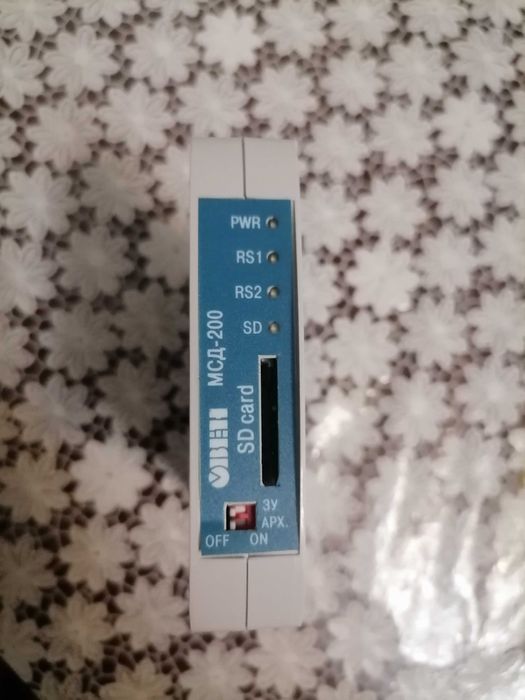 PWR
RS1
RS2
SD
ОВЕН МСД-200
SD card
ЗУ
АРХ.
OFF ON